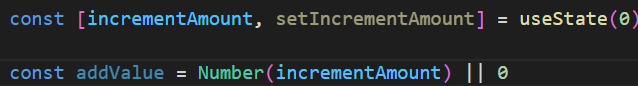 const [incrementAmount, setIncrementAmount] = useState(0)
const addValue = Number(incrementAmount) || 0